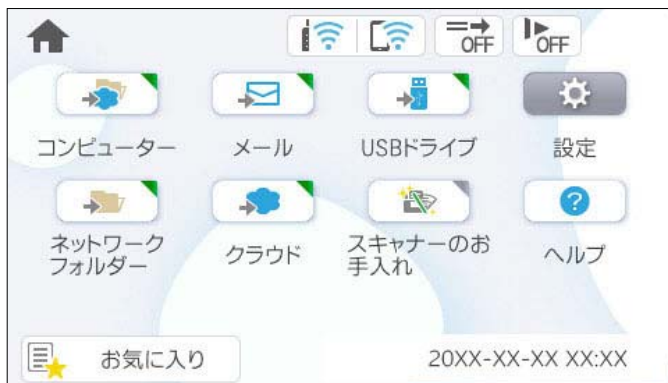 OFF
OFF
コンピューター
メール
USBドライブ
設定
ネットワーク
フォルダー
クラウド
スキャナーのお
手入れ
ヘルプ
お気に入り
20XX-XX-XX XX:XX